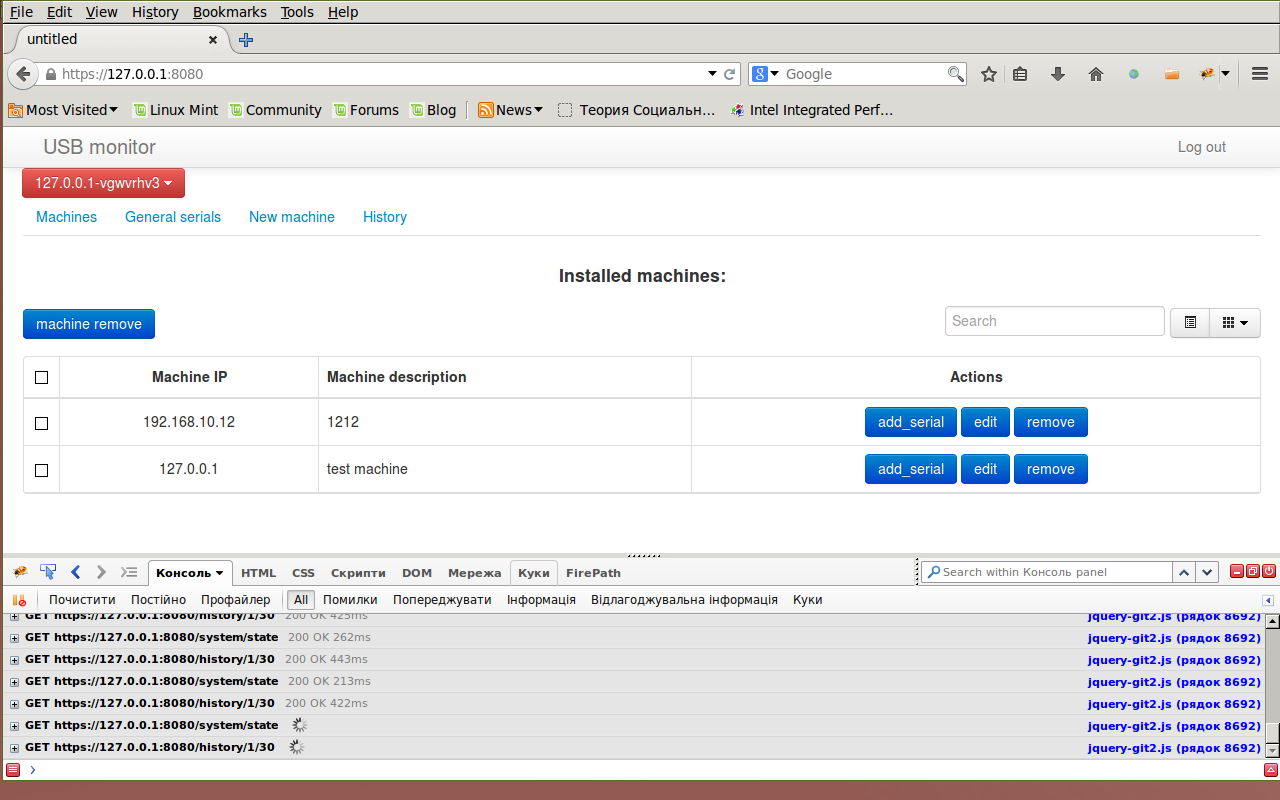 File Edit View History Bookmarks Tools Help
untitled
https://127.0.0.1:8080 Google
Most Visited Linux Mint Community Forums Blog News Теория Социальн... Intel Integrated Perf...
USB monitor Log out
127.0.0.1-vgwvrhv3
Machines General serials New machine History
Installed machines:
machine remove Search
Machine IP Machine description Actions
192.168.10.12 1212 add_serial edit remove
127.0.0.1 test machine add_serial edit remove
Консоль HTML CSS Скрипти DOM Мережа Куки FirePath Search within Консоль panel
Почистити Постійно Профайлер All Помилки Попереджувати Інформація Відлагоджувальна інформація Куки
GET https://127.0.0.1:8080/history/1/30 200 OK 425ms jquery-git2.js (рядок 8692)
GET https://127.0.0.1:8080/system/state 200 OK 262ms jquery-git2.js (рядок 8692)
GET https://127.0.0.1:8080/history/1/30 200 OK 443ms jquery-git2.js (рядок 8692)
GET https://127.0.0.1:8080/system/state 200 OK 213ms jquery-git2.js (рядок 8692)
GET https://127.0.0.1:8080/history/1/30 200 OK 422ms jquery-git2.js (рядок 8692)
GET https://127.0.0.1:8080/system/state jquery-git2.js (рядок 8692)
GET https://127.0.0.1:8080/history/1/30 jquery-git2.js (рядок 8692)